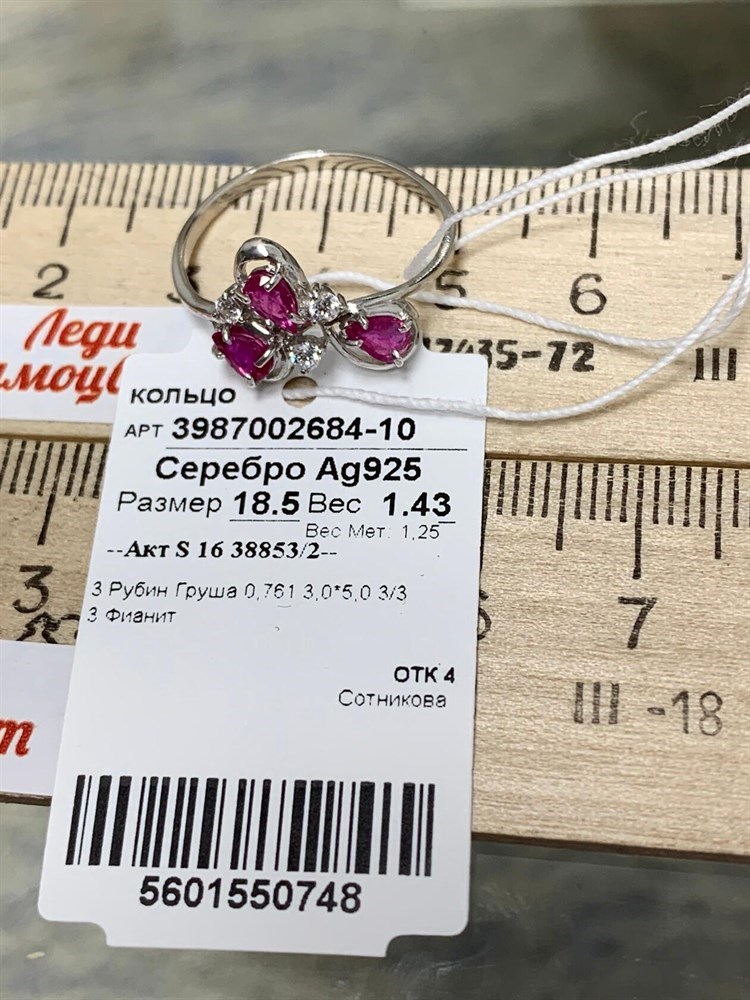 2
5
6
Леди
12435-72
III
кольцо
АРТ 3987002684-10
Серебро Ag925
Размер 18.5 Вес 1.43
Вес Мет: 1,25
--Акт S 16 38853/2--
3 Рубин Груша 0,761 3,0*5,0 3/3
3 Фианит
3
7
ОТК 4
Сотникова
III -18
5601550748